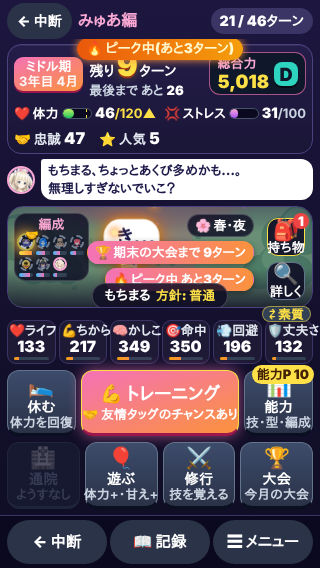 ← 中断
みゅあ編
21 / 46ターン
🔥 ピーク中(あと3ターン)
ミドル期
3年目 4月
残り 9 ターン
最後まで あと 26
総合力
5,018 D
❤️ 体力 46/120▲ 💢 ストレス 31/100
🤝 忠誠 47 ⭐ 人気 5
もちまる、ちょっとあくび多めかも…。
無理しすぎないでいこ?
編成
き…
🌸 春・夜
🏆 期末の大会まで 9ターン
🔥 ピーク中 あと3ターン
もちまる 方針: 普通
1
持ち物
詳しく
素質
❤️ライフ 💪ちから 🧠かしこ 🎯命中 💨回避 🛡️丈夫さ
133 217 349 350 196 132
休む
体力を回復
💪 トレーニング
🤝 友情タッグのチャンスあり
能力P 10
能力
技・型・編成
通院
ようすなし
遊ぶ
体力+・甘え+
修行
技を覚える
大会
今月の大会
← 中断
📖 記録
☰ メニュー